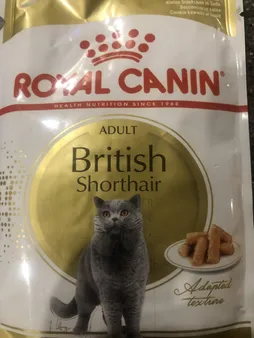 ROYAL CANIN
HEALTH NUTRITION SINCE 1968
ADULT
British
Shorthair
Adapted
texture